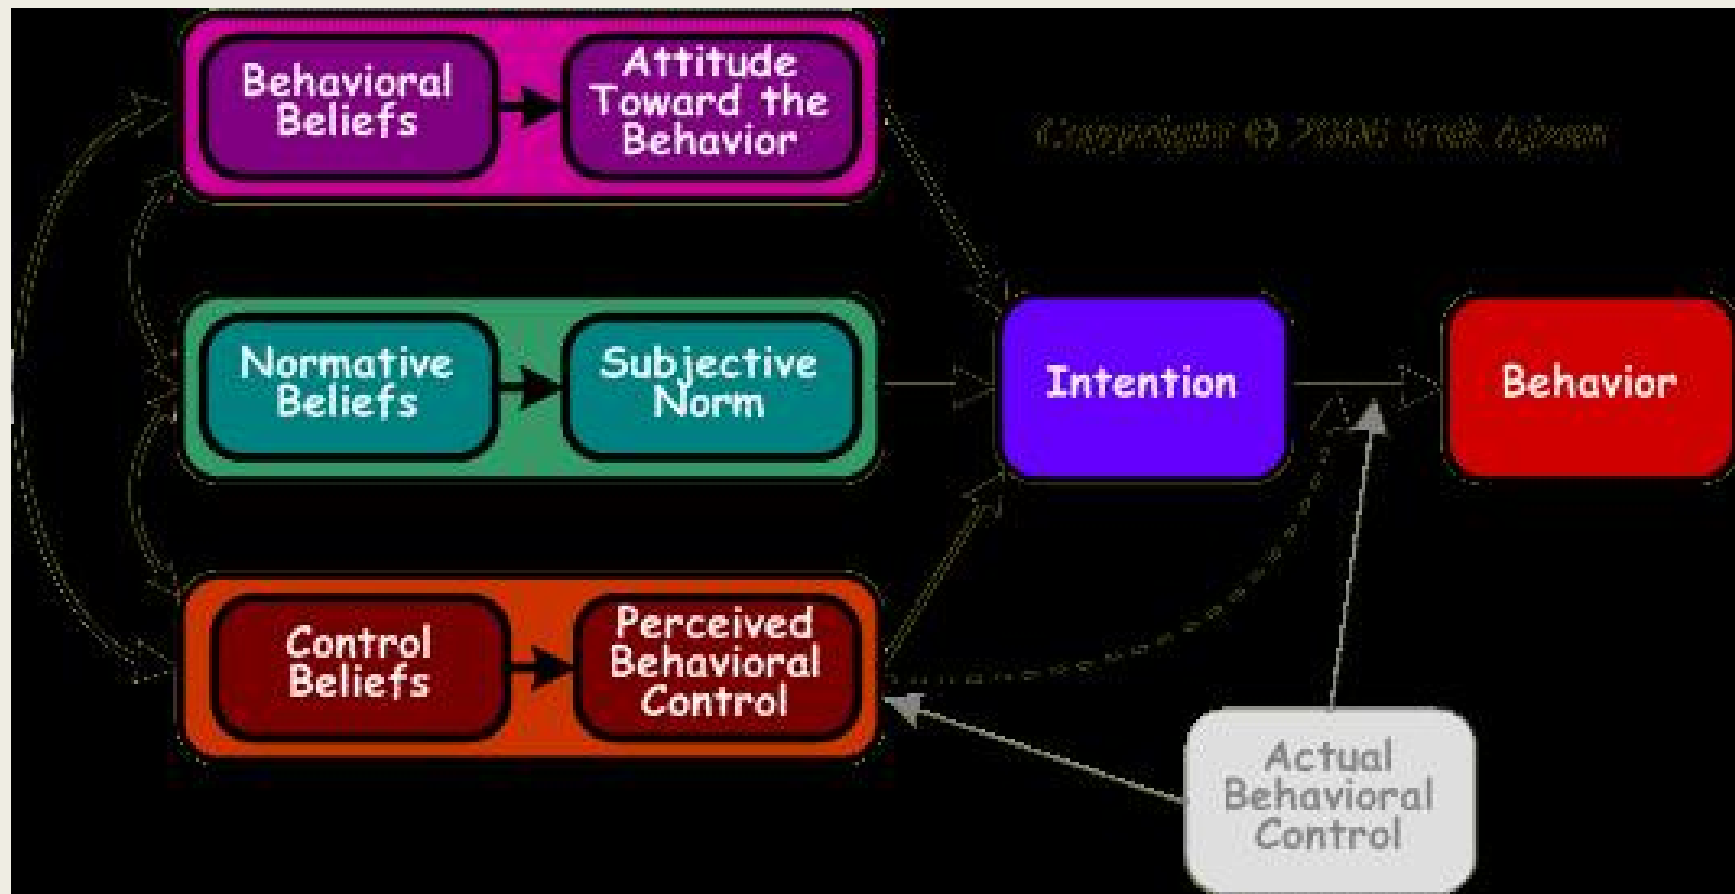 Behavioral
Beliefs
Attitude
Toward the
Behavior
Copyright ©
Normative
Beliefs
Subjective
Norm
Intention
Behavior
Control
Beliefs
Perceived
Behavioral
Control
Actual
Behavioral
Control